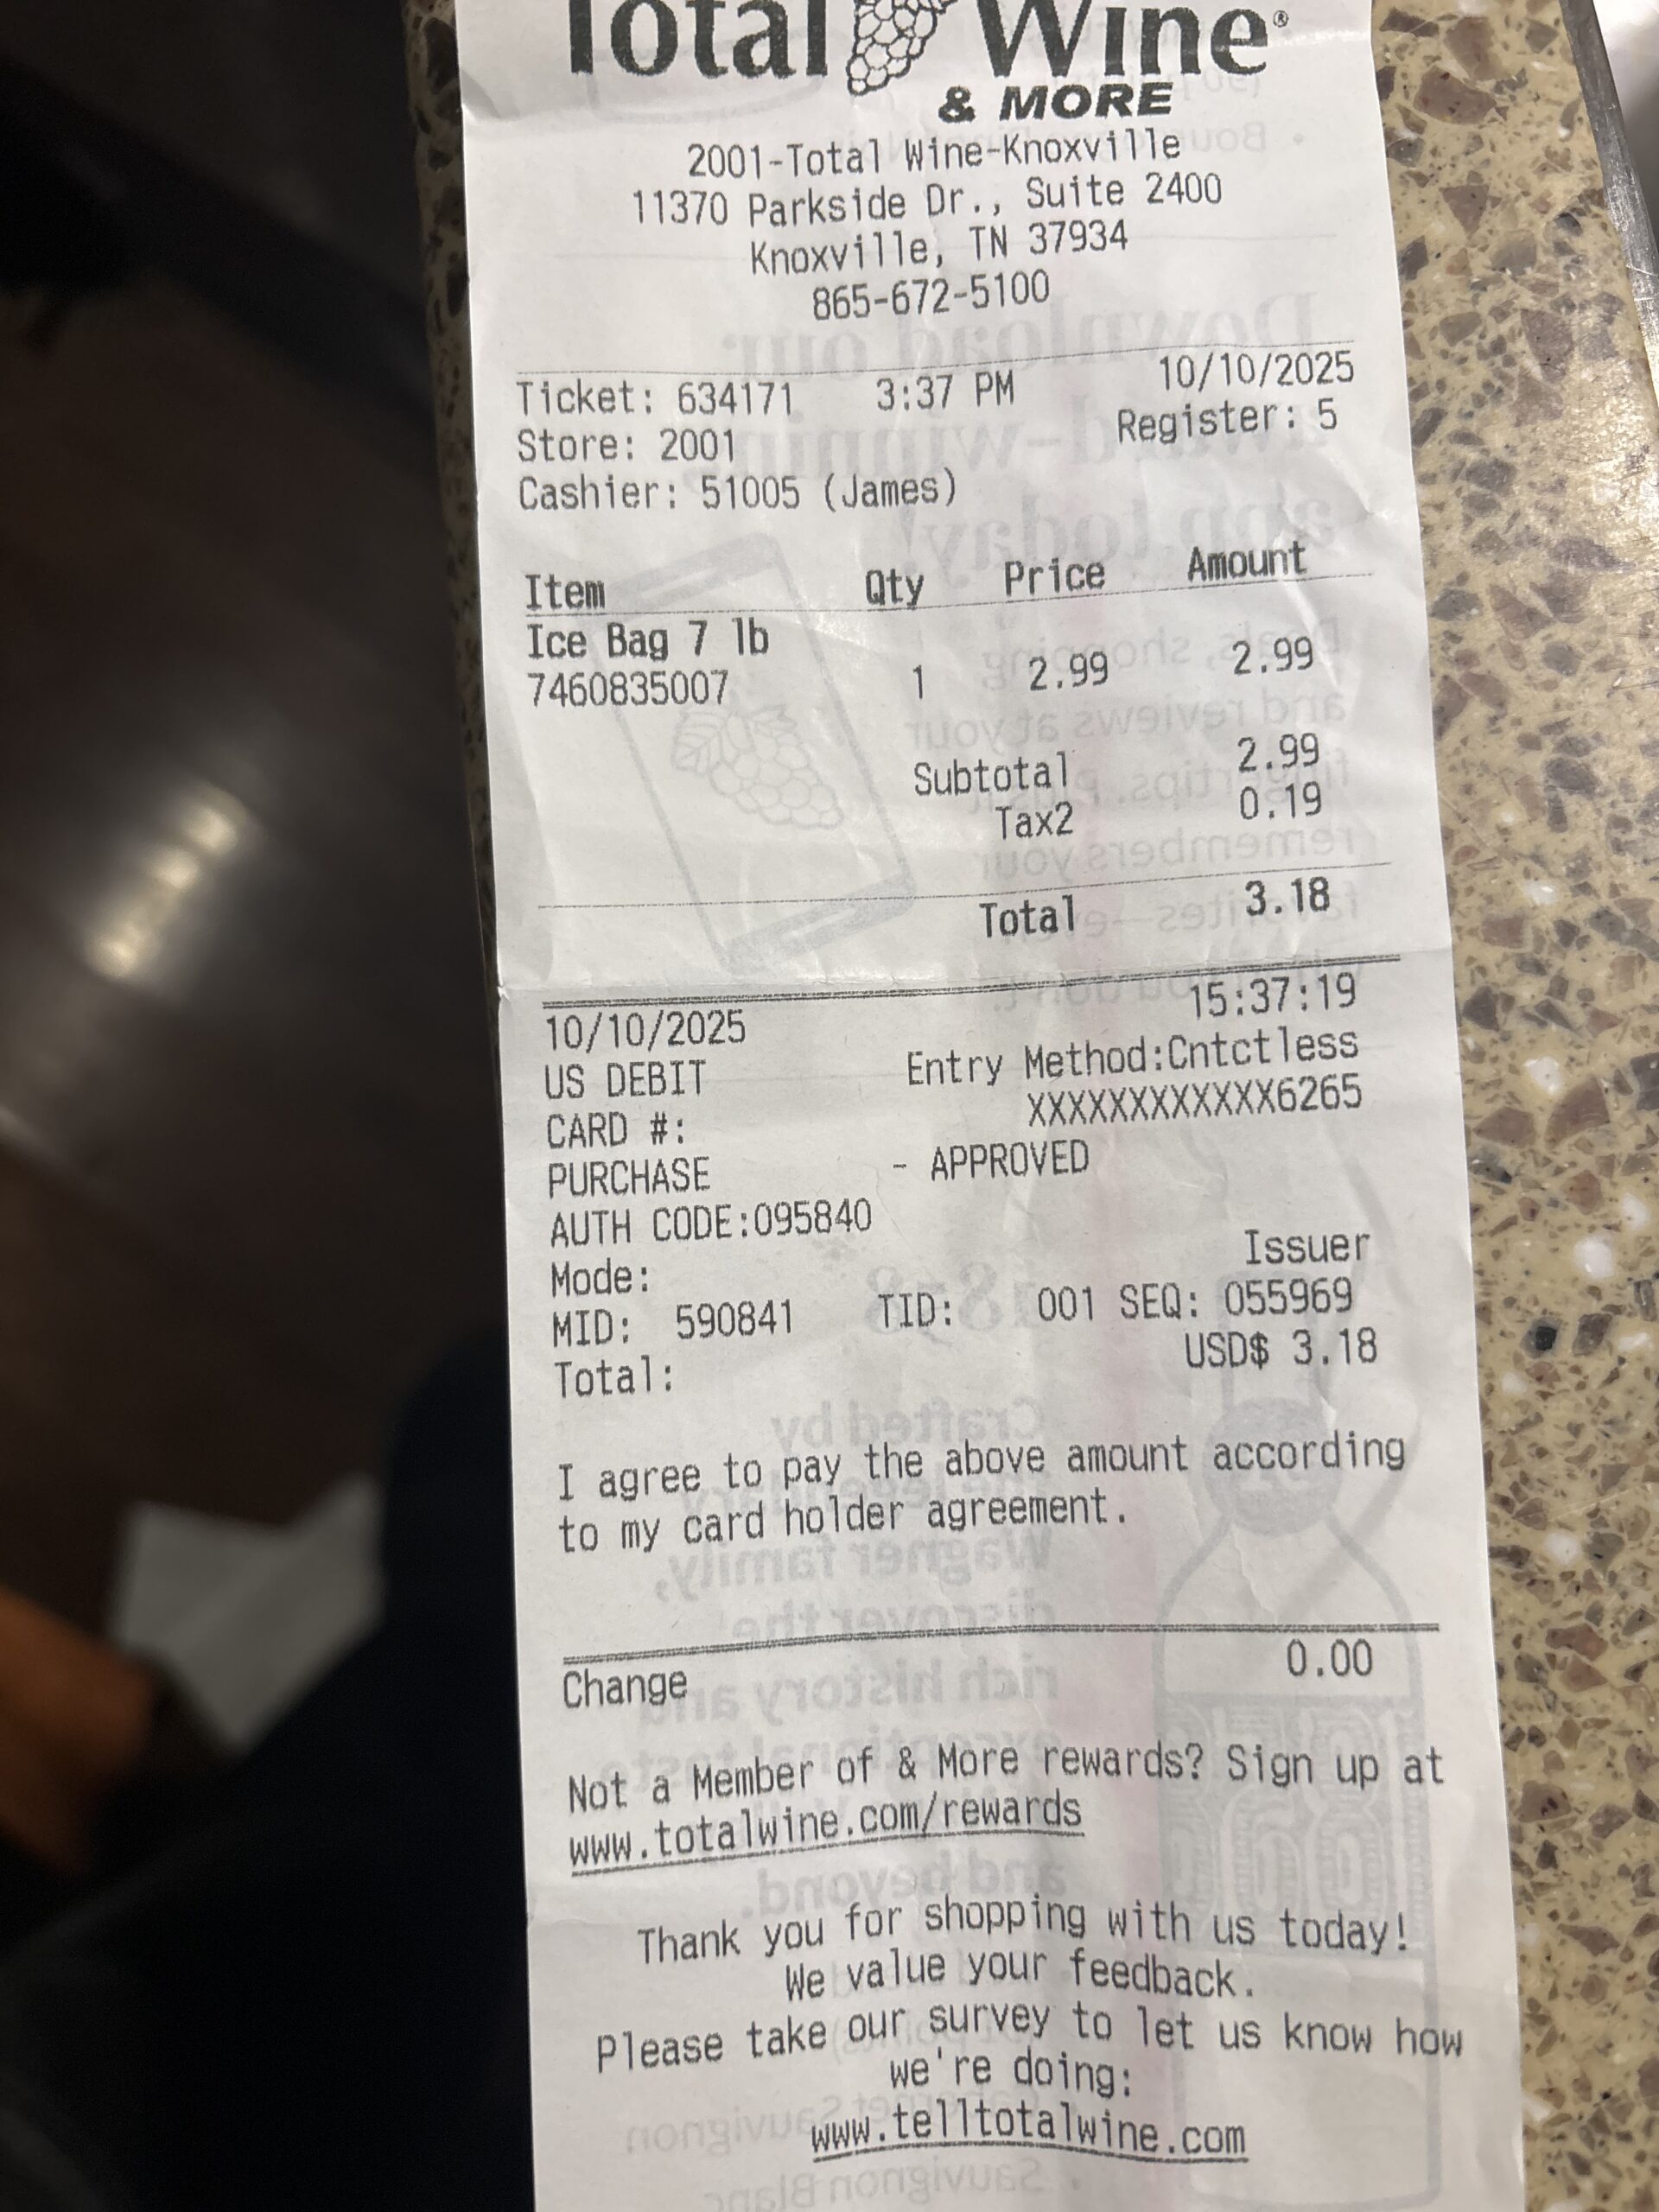 Total Wine®
& MORE
2001-Total Wine-Knoxville
11370 Parkside Dr., Suite 2400
Knoxville, TN 37934
865-672-5100
Ticket: 634171 3:37 PM 10/10/2025
Store: 2001 Register: 5
Cashier: 51005 (James)
Item Qty Price Amount
Ice Bag 7 lb
7460835007 1 2.99 2.99
Subtotal 2.99
Tax2 0.19
Total 3.18
10/10/2025 15:37:19
US DEBIT Entry Method:Cntctless
CARD #: XXXXXXXXXXXX6265
PURCHASE - APPROVED
AUTH CODE:095840
Mode: Issuer
MID: 590841 TID: 001 SEQ: 055969
Total: USD$ 3.18
I agree to pay the above amount according
to my card holder agreement.
Change 0.00
Not a Member of & More rewards? Sign up at
www.totalwine.com/rewards
Thank you for shopping with us today!
We value your feedback.
Please take our survey to let us know how
we're doing:
www.telltotalwine.com